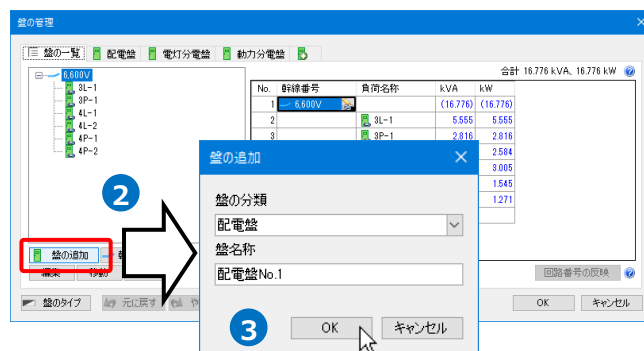 盤の管理
盤の一覧 配電盤 電灯分電盤 動力分電盤
合計 16.776 kVA、16.776 kW
6,600V
3L-1
3P-1
4L-1
4L-2
4P-1
4P-2
No. 幹線番号 負荷名称 kVA kW
1 6,600V (16.776) (16.776)
2 3L-1 5.555 5.555
3 3P-1 2.816 2.816
2.584
3.005
1.545
1.271
2
盤の追加
盤の分類
配電盤
盤名称
配電盤No.1
3
OK キャンセル
盤の追加
編集 移動
回路番号の反映
盤のタイプ 元に戻す や
OK キャンセル